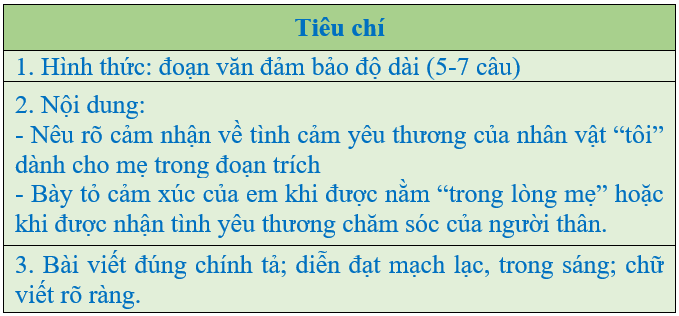 Tiêu chí
1. Hình thức: đoạn văn đảm bảo độ dài (5-7 câu)
2. Nội dung:
- Nêu rõ cảm nhận về tình cảm yêu thương của nhân vật “tôi”
dành cho mẹ trong đoạn trích
- Bày tỏ cảm xúc của em khi được nằm “trong lòng mẹ” hoặc
khi được nhận tình yêu thương chăm sóc của người thân.
3. Bài viết đúng chính tả; diễn đạt mạch lạc, trong sáng; chữ
viết rõ ràng.